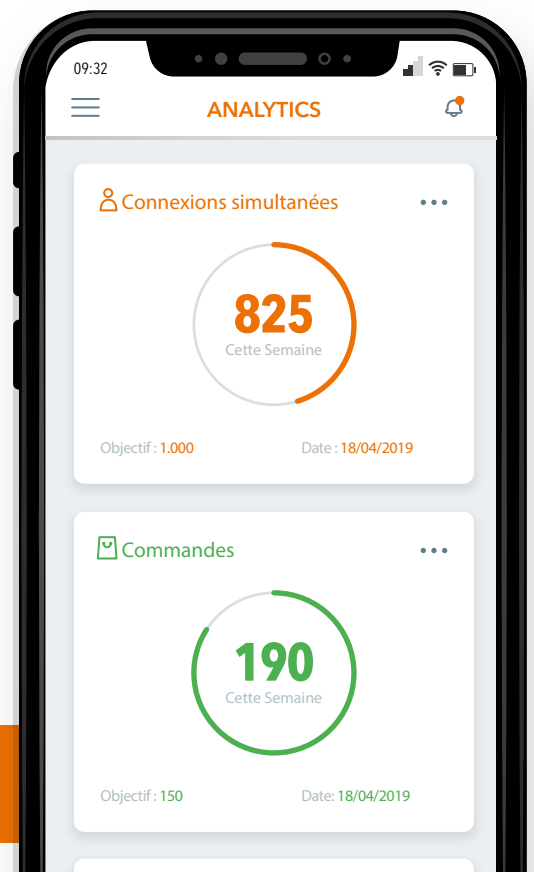 09:32
ANALYTICS
Connexions simultanées
825
Cette Semaine
Objectif : 1.000 Date : 18/04/2019
Commandes
190
Cette Semaine
Objectif : 150 Date: 18/04/2019